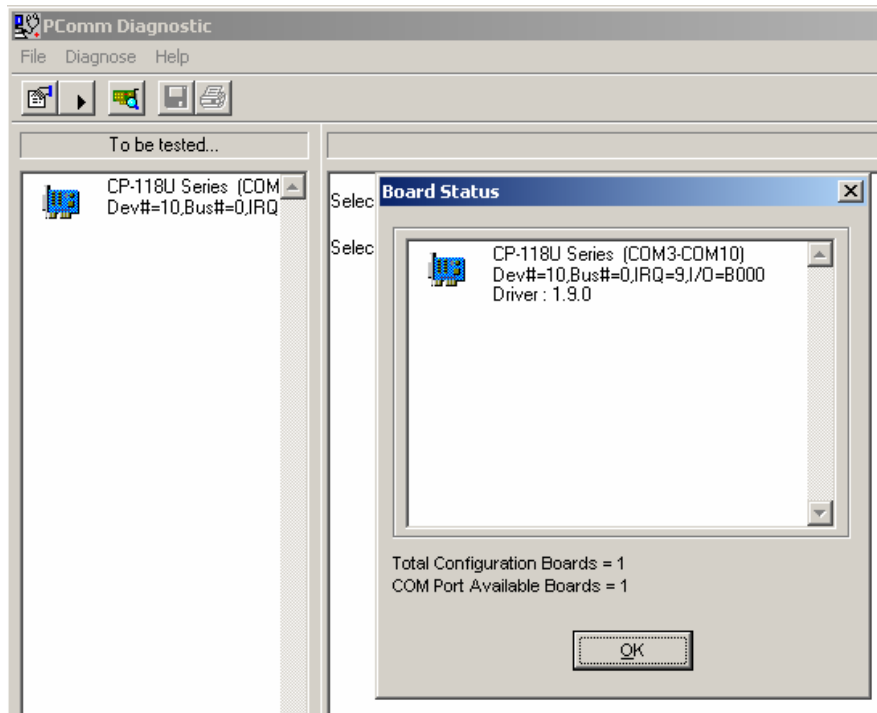 PComm Diagnostic
File Diagnose Help
To be tested...
CP-118U Series (COM
Dev#=10,Bus#=0,IRQ
Selec
Selec
Board Status
CP-118U Series (COM3-COM10)
Dev#=10,Bus#=0,IRQ=9,I/O=B000
Driver : 1.9.0
Total Configuration Boards = 1
COM Port Available Boards = 1
OK